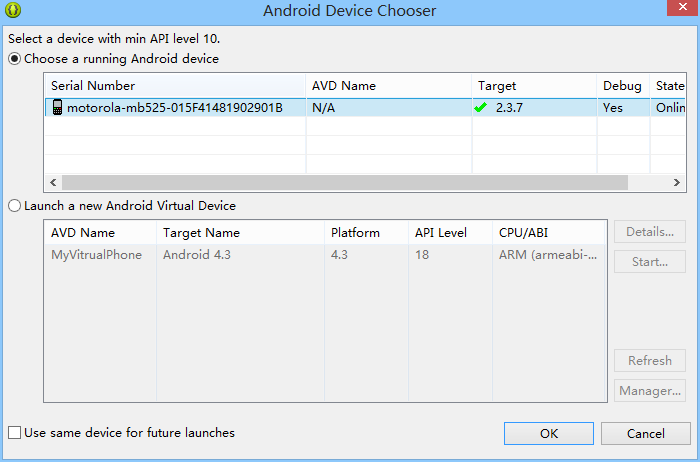 Android Device Chooser
Select a device with min API level 10.
Choose a running Android device
Serial Number AVD Name Target Debug State
motorola-mb525-015F41481902901B N/A 2.3.7 Yes Onlin
Launch a new Android Virtual Device
AVD Name Target Name Platform API Level CPU/ABI
MyVitrualPhone Android 4.3 4.3 18 ARM (armeabi-...
Details...
Start...
Refresh
Manager...
Use same device for future launches
OK Cancel